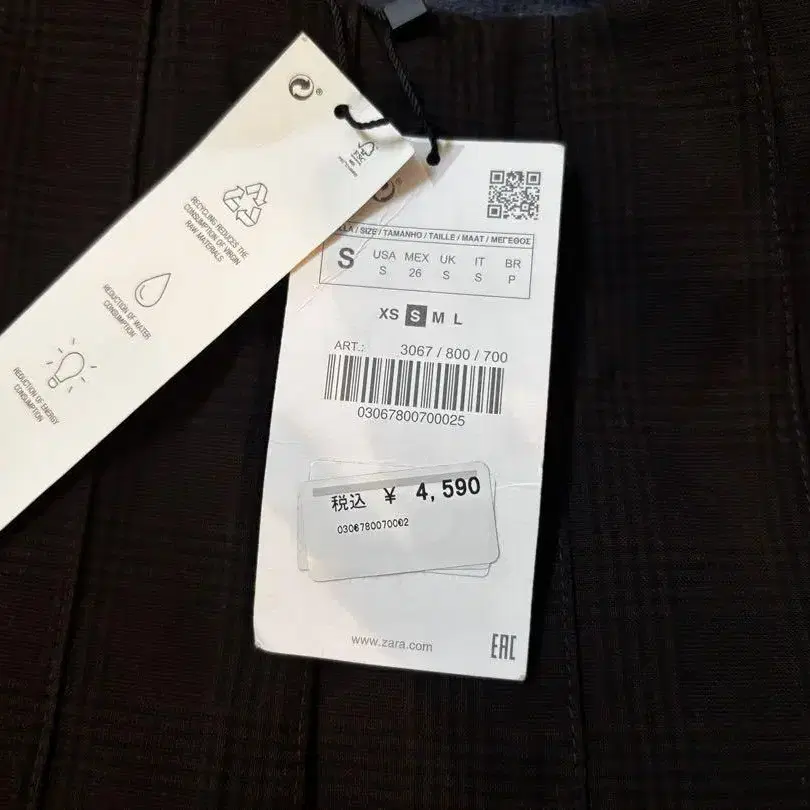 RECYCLING REDUCES THE
CONSUMPTION OF VIRGIN
RAW MATERIALS
REDUCTION OF WATER
CONSUMPTION
REDUCTION OF ENERGY
CONSUMPTION
/ SIZE / TAMANHO / TAILLE / MAAT / ΜΕΓΕΘΟΣ
S USA MEX UK IT BR
S 26 S S P
XS S M L
ART.: 3067 / 800 / 700
03067800700025
税込 ¥ 4,590
0306780070002
www.zara.com
EAC